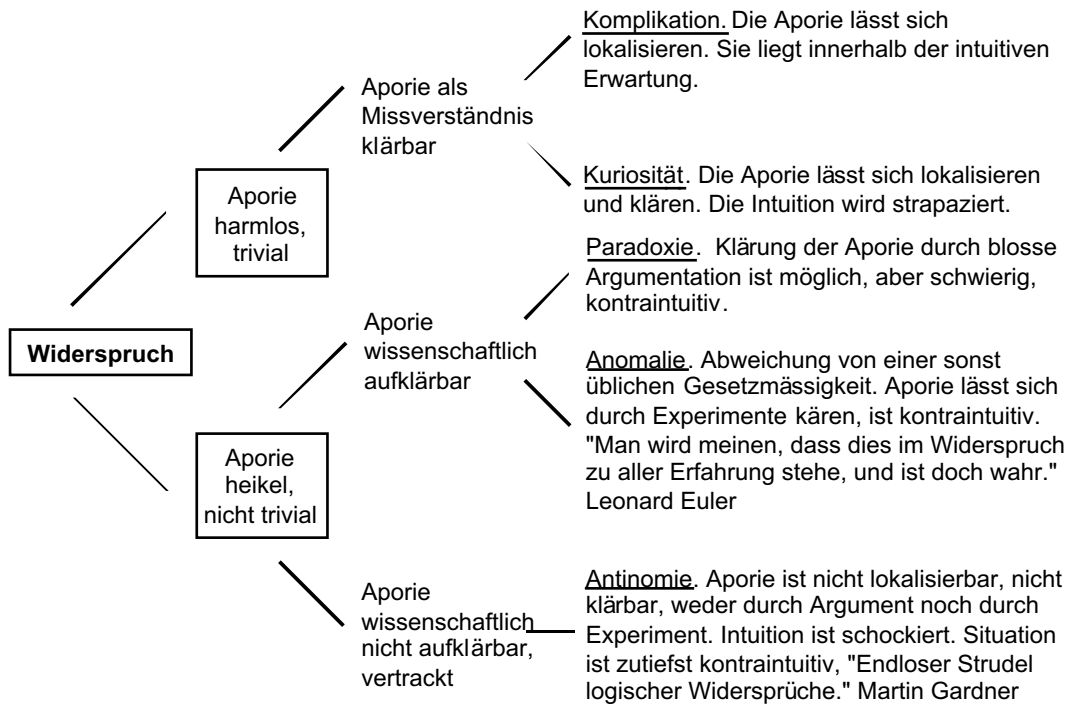 Widerspruch
Aporie
harmlos,
trivial
Aporie
heikel,
nicht trivial
Aporie als
Missverständnis
klärbar
Aporie
wissenschaftlich
aufklärbar
Aporie
wissenschaftlich
nicht aufklärbar,
vertrackt
Komplikation. Die Aporie lässt sich
lokalisieren. Sie liegt innerhalb der intuitiven
Erwartung.
Kuriosität. Die Aporie lässt sich lokalisieren
und klären. Die Intuition wird strapaziert.
Paradoxie. Klärung der Aporie durch blosse
Argumentation ist möglich, aber schwierig,
kontraintuitiv.
Anomalie. Abweichung von einer sonst
üblichen Gesetzmässigkeit. Aporie lässt sich
durch Experimente kären, ist kontraintuitiv.
"Man wird meinen, dass dies im Widerspruch
zu aller Erfahrung stehe, und ist doch wahr."
Leonard Euler
Antinomie. Aporie ist nicht lokalisierbar, nicht
klärbar, weder durch Argument noch durch
Experiment. Intuition ist schockiert. Situation
ist zutiefst kontraintuitiv, "Endloser Strudel
logischer Widersprüche." Martin Gardner